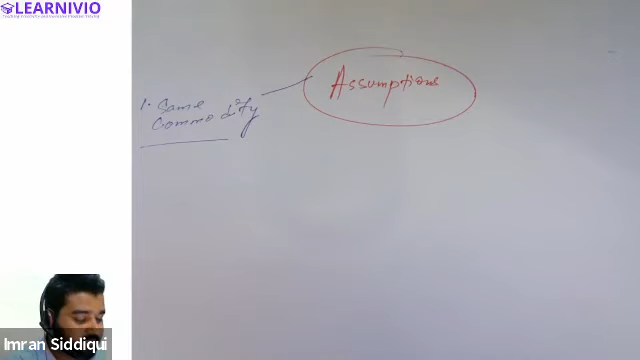 LEARNIVIO
Assumptions
1. Same
Commodity
Imran Siddiqui